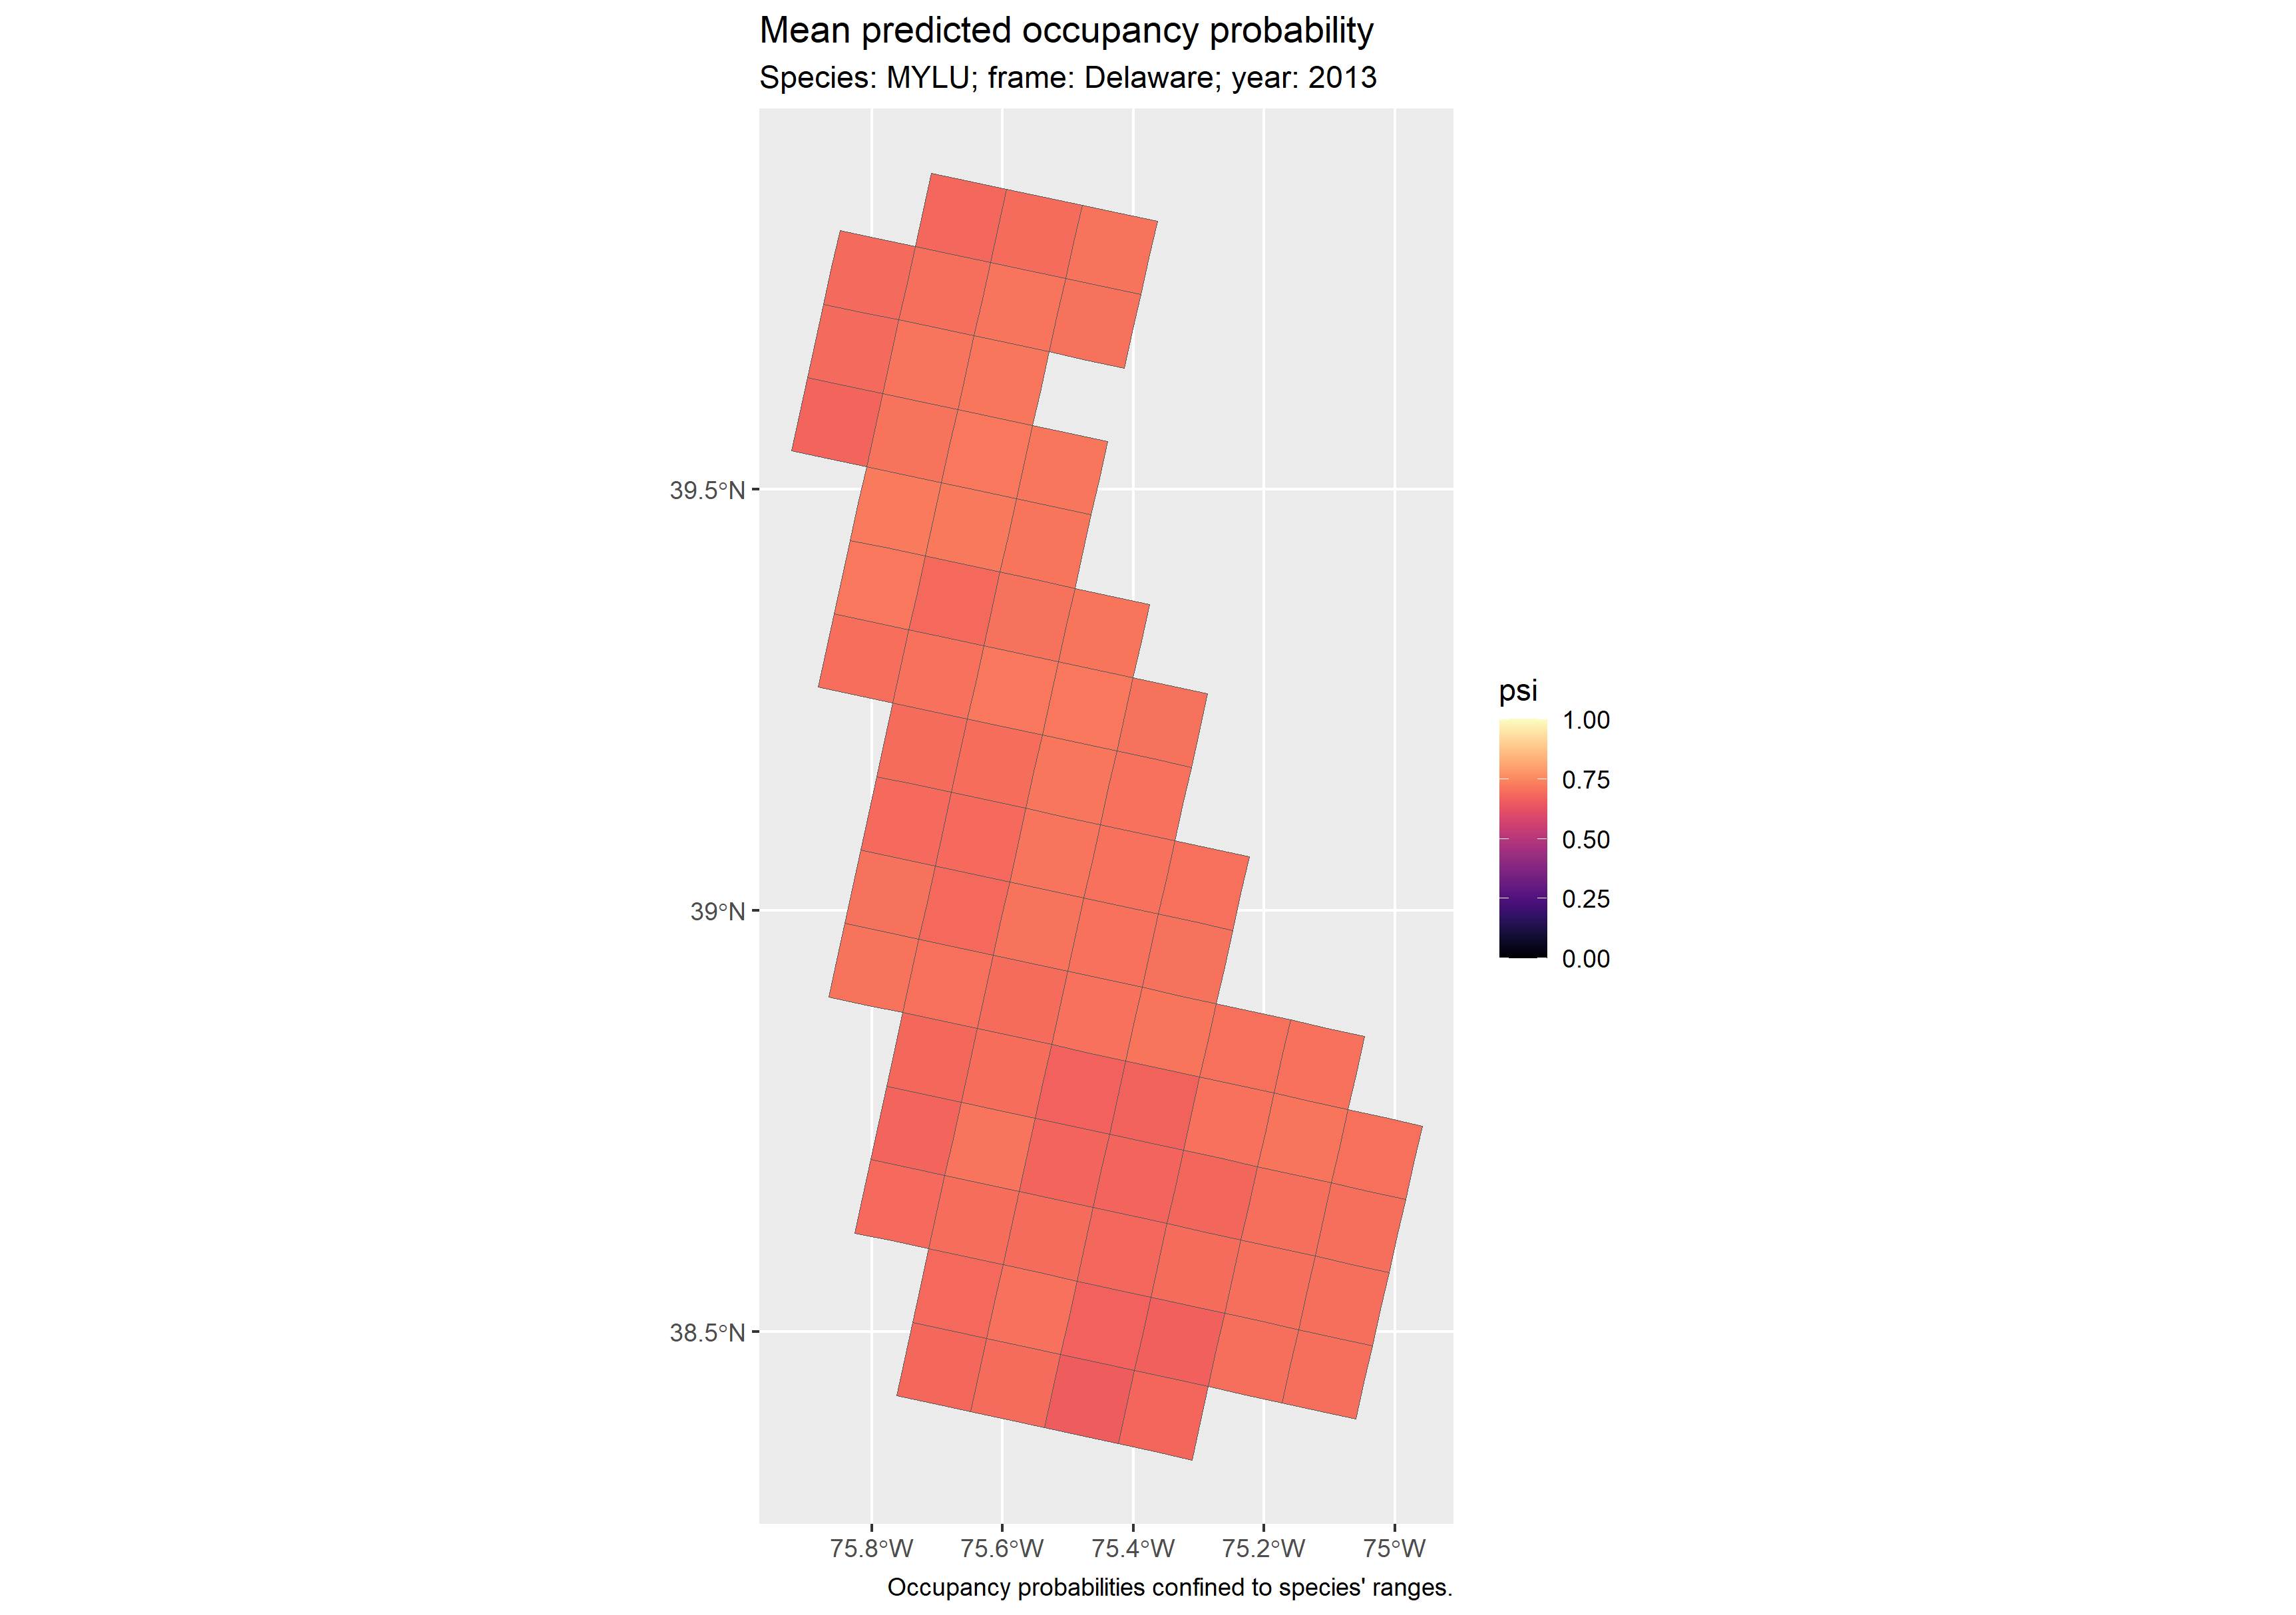 Mean predicted occupancy probability
Species: MYLU; frame: Delaware; year: 2013
39.5°N
39°N
38.5°N
75.8°W
75.6°W
75.4°W
75.2°W
75°W
psi
1.00
0.75
0.50
0.25
0.00
Occupancy probabilities confined to species' ranges.